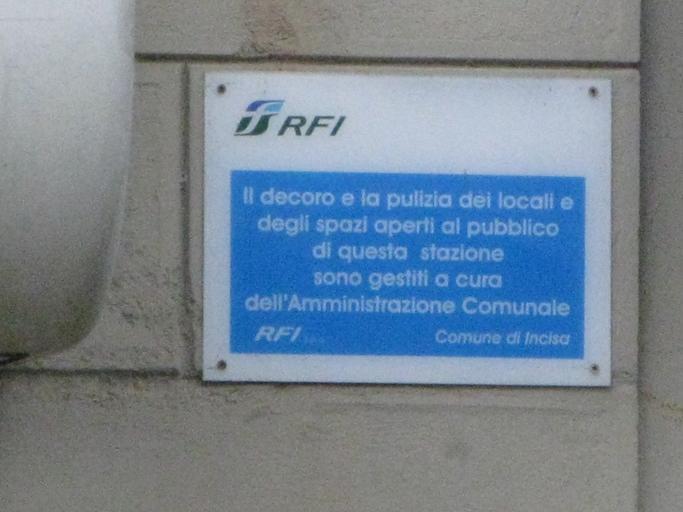 RFI
Il decoro e la pulizia dei locali e
degli spazi aperti al pubblico
di questa stazione
sono gestiti a cura
dell'Amministrazione Comunale
RFI
Comune di Incisa